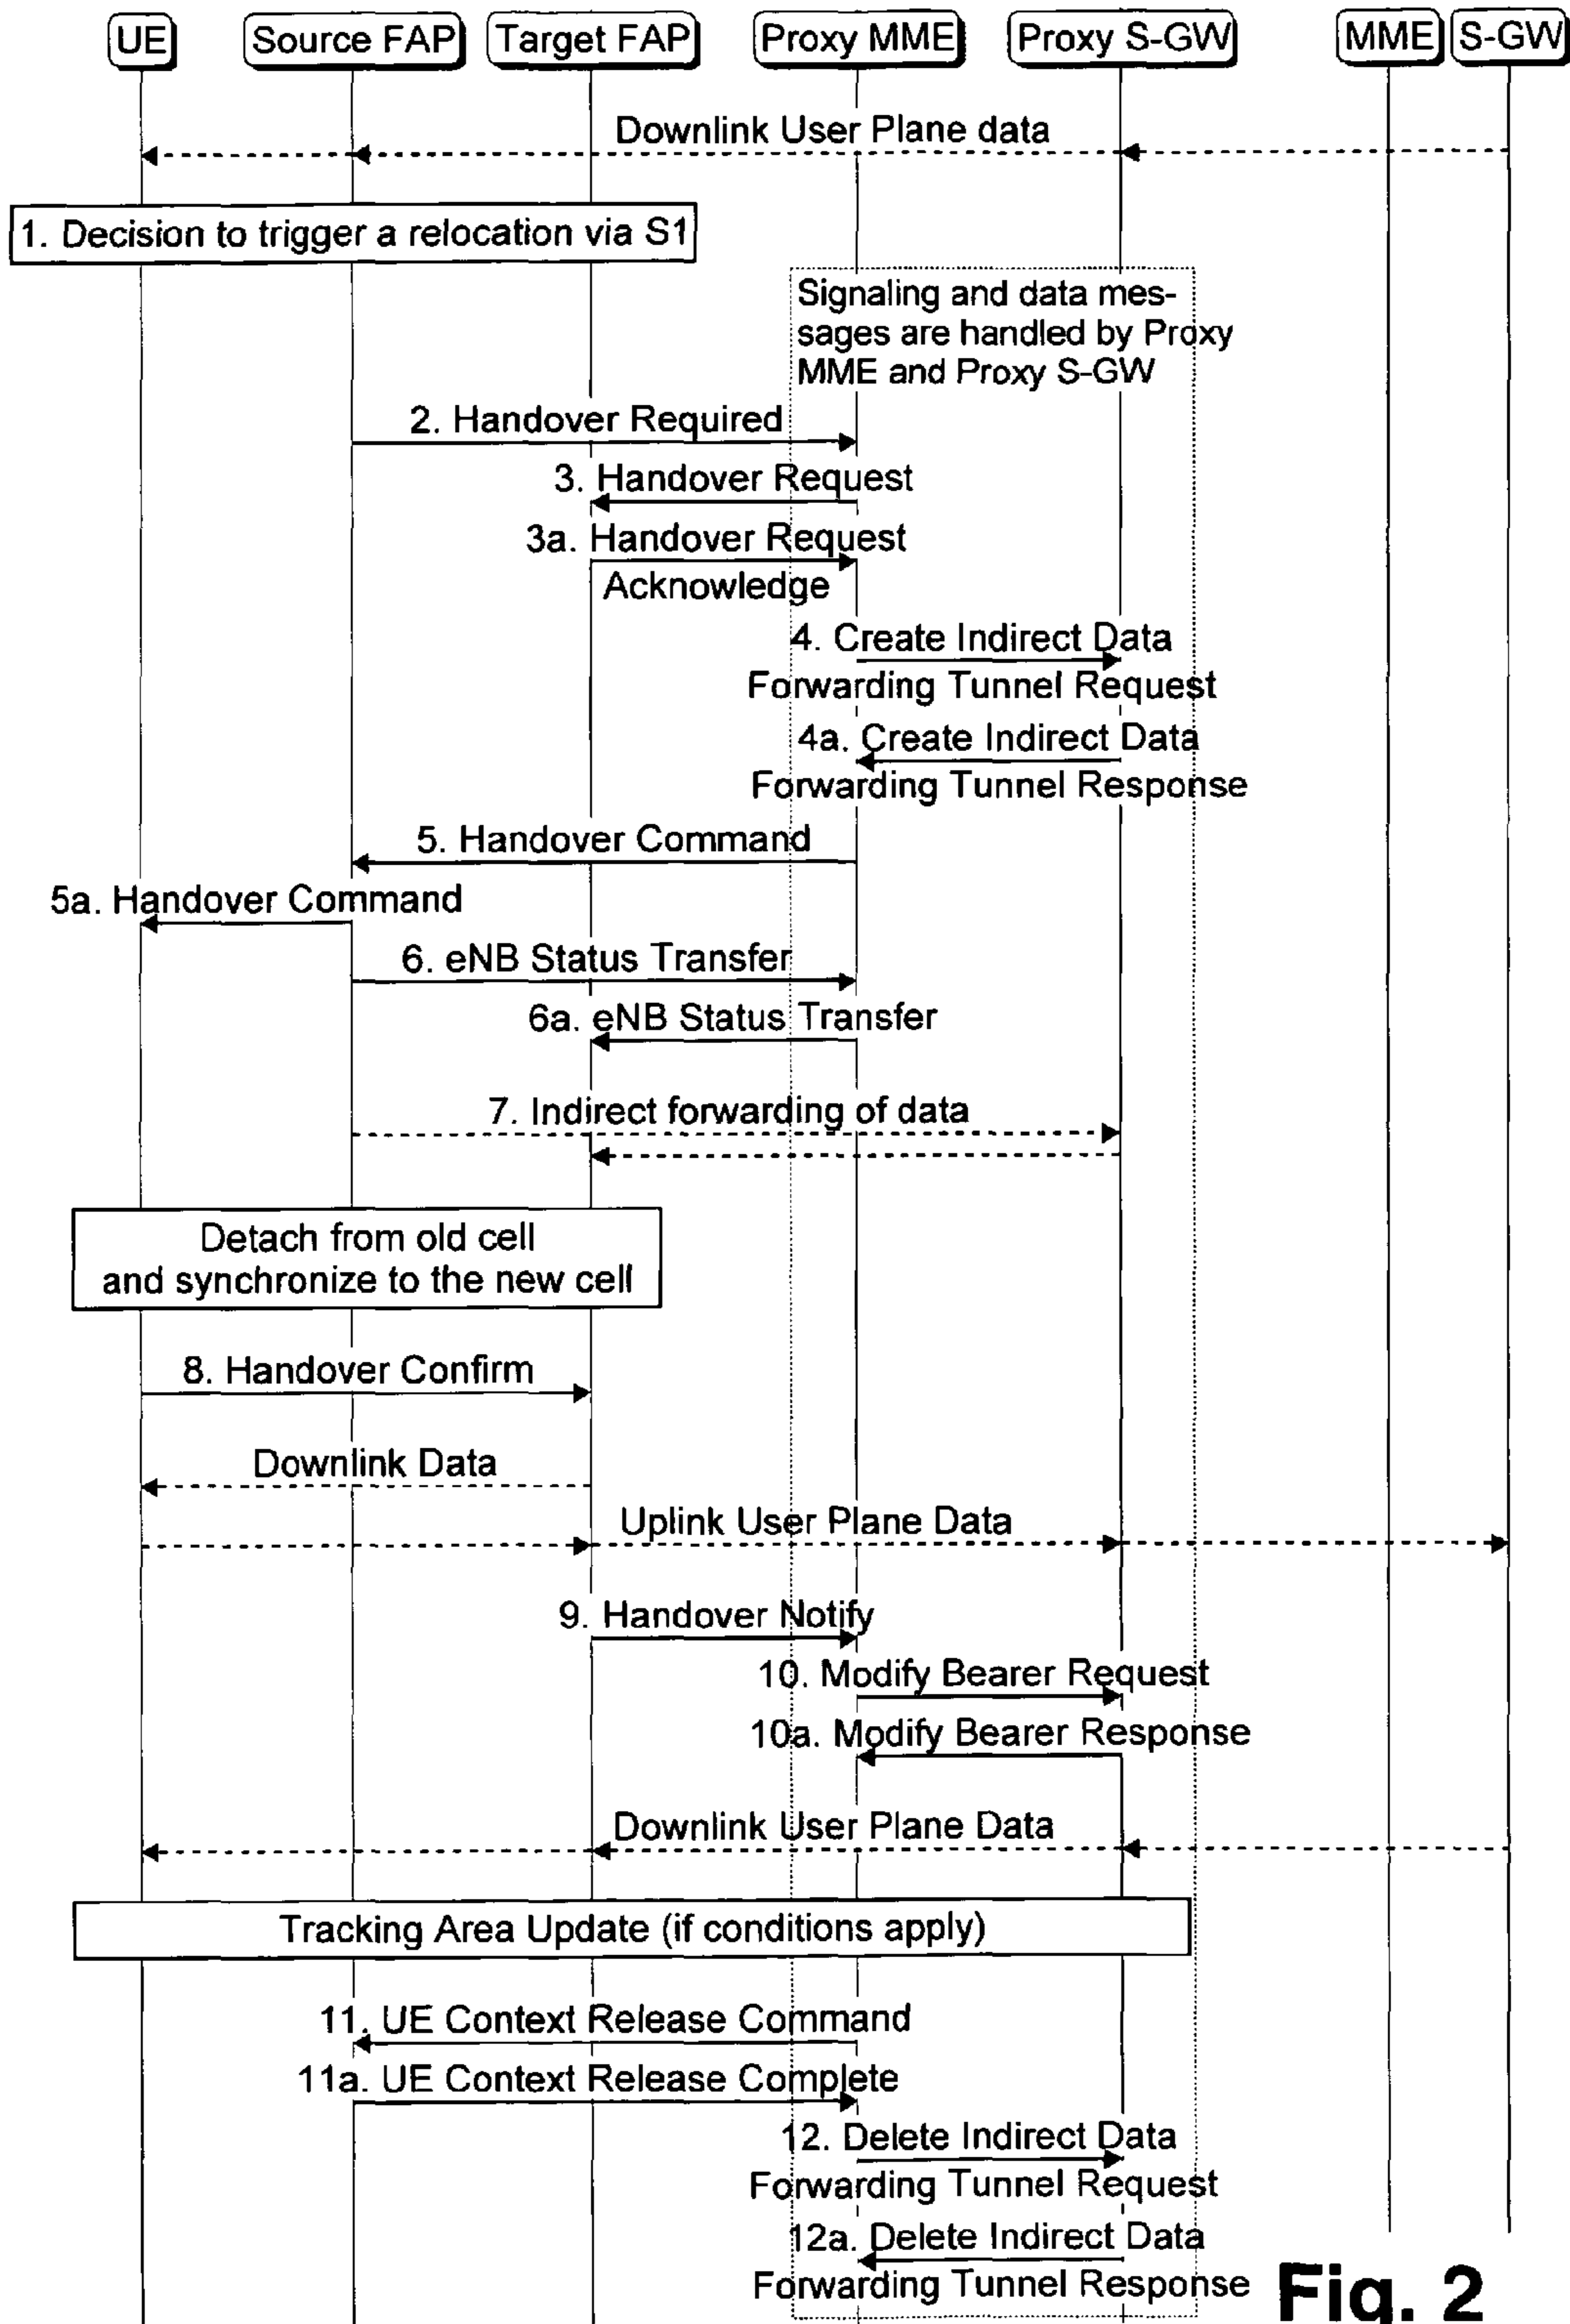 UE
Source FAP
Target FAP
Proxy MME
Proxy S-GW
MME
S-GW
Downlink User Plane data
1. Decision to trigger a relocation via S1
Signaling and data mes-
sages are handled by Proxy
MME and Proxy S-GW
2. Handover Required
3. Handover Request
3a. Handover Request
Acknowledge
4. Create Indirect Data
Forwarding Tunnel Request
4a. Create Indirect Data
Forwarding Tunnel Response
5. Handover Command
5a. Handover Command
6. eNB Status Transfer
6a. eNB Status Transfer
7. Indirect forwarding of data
Detach from old cell
and synchronize to the new cell
8. Handover Confirm
Downlink Data
Uplink User Plane Data
9. Handover Notify
10. Modify Bearer Request
10a. Modify Bearer Response
Downlink User Plane Data
Tracking Area Update (if conditions apply)
11. UE Context Release Command
11a. UE Context Release Complete
12. Delete Indirect Data
Forwarding Tunnel Request
12a. Delete Indirect Data
Forwarding Tunnel Response
Fig. 2